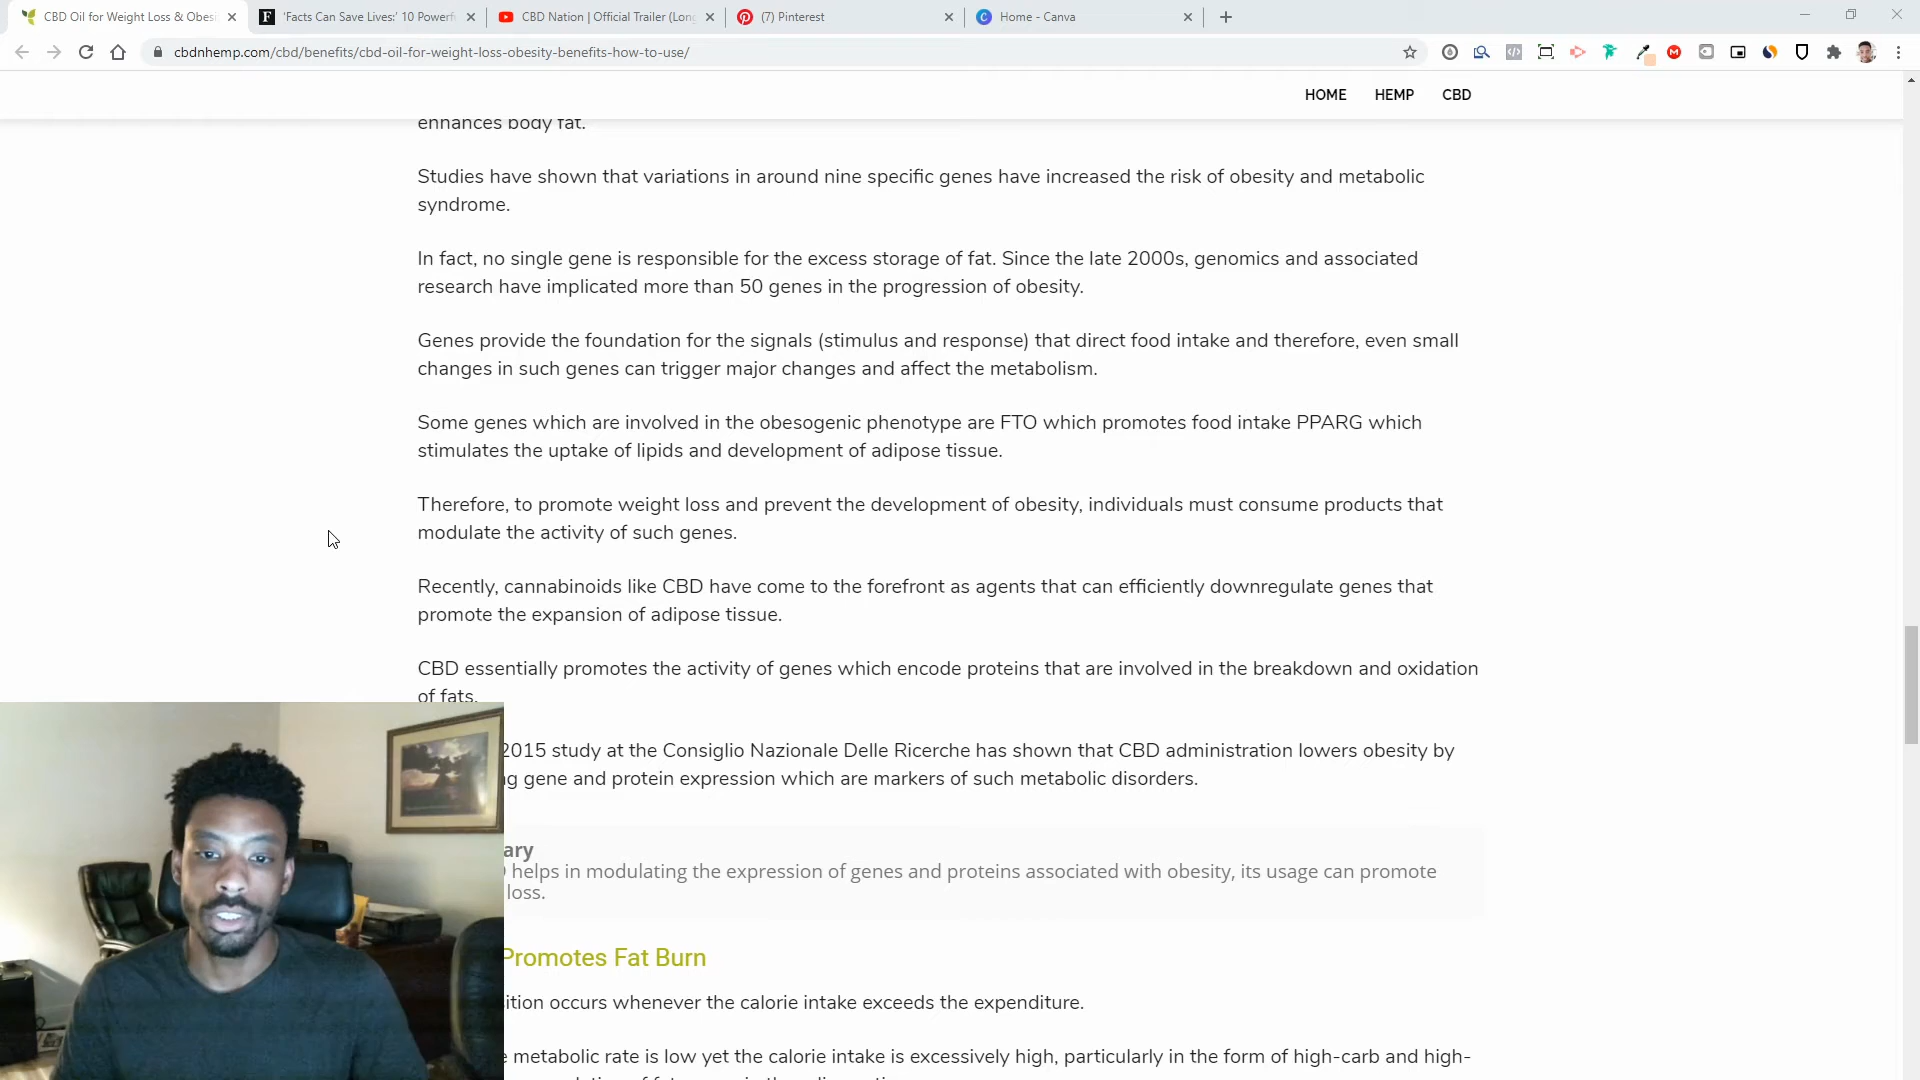 CBD Oil for Weight Loss & Obesi
'Facts Can Save Lives:' 10 Powerf
CBD Nation | Official Trailer (Lon
(7) Pinterest
Home - Canva
cbdnhemp.com/cbd/benefits/cbd-oil-for-weight-loss-obesity-benefits-how-to-use/
HOME HEMP CBD
enhances body fat.
Studies have shown that variations in around nine specific genes have increased the risk of obesity and metabolic
syndrome.
In fact, no single gene is responsible for the excess storage of fat. Since the late 2000s, genomics and associated
research have implicated more than 50 genes in the progression of obesity.
Genes provide the foundation for the signals (stimulus and response) that direct food intake and therefore, even small
changes in such genes can trigger major changes and affect the metabolism.
Some genes which are involved in the obesogenic phenotype are FTO which promotes food intake PPARG which
stimulates the uptake of lipids and development of adipose tissue.
Therefore, to promote weight loss and prevent the development of obesity, individuals must consume products that
modulate the activity of such genes.
Recently, cannabinoids like CBD have come to the forefront as agents that can efficiently downregulate genes that
promote the expansion of adipose tissue.
CBD essentially promotes the activity of genes which encode proteins that are involved in the breakdown and oxidation
of fats.
2015 study at the Consiglio Nazionale Delle Ricerche has shown that CBD administration lowers obesity by
g gene and protein expression which are markers of such metabolic disorders.
ary
helps in modulating the expression of genes and proteins associated with obesity, its usage can promote
loss.
Promotes Fat Burn
ition occurs whenever the calorie intake exceeds the expenditure.
metabolic rate is low yet the calorie intake is excessively high, particularly in the form of high-carb and high-